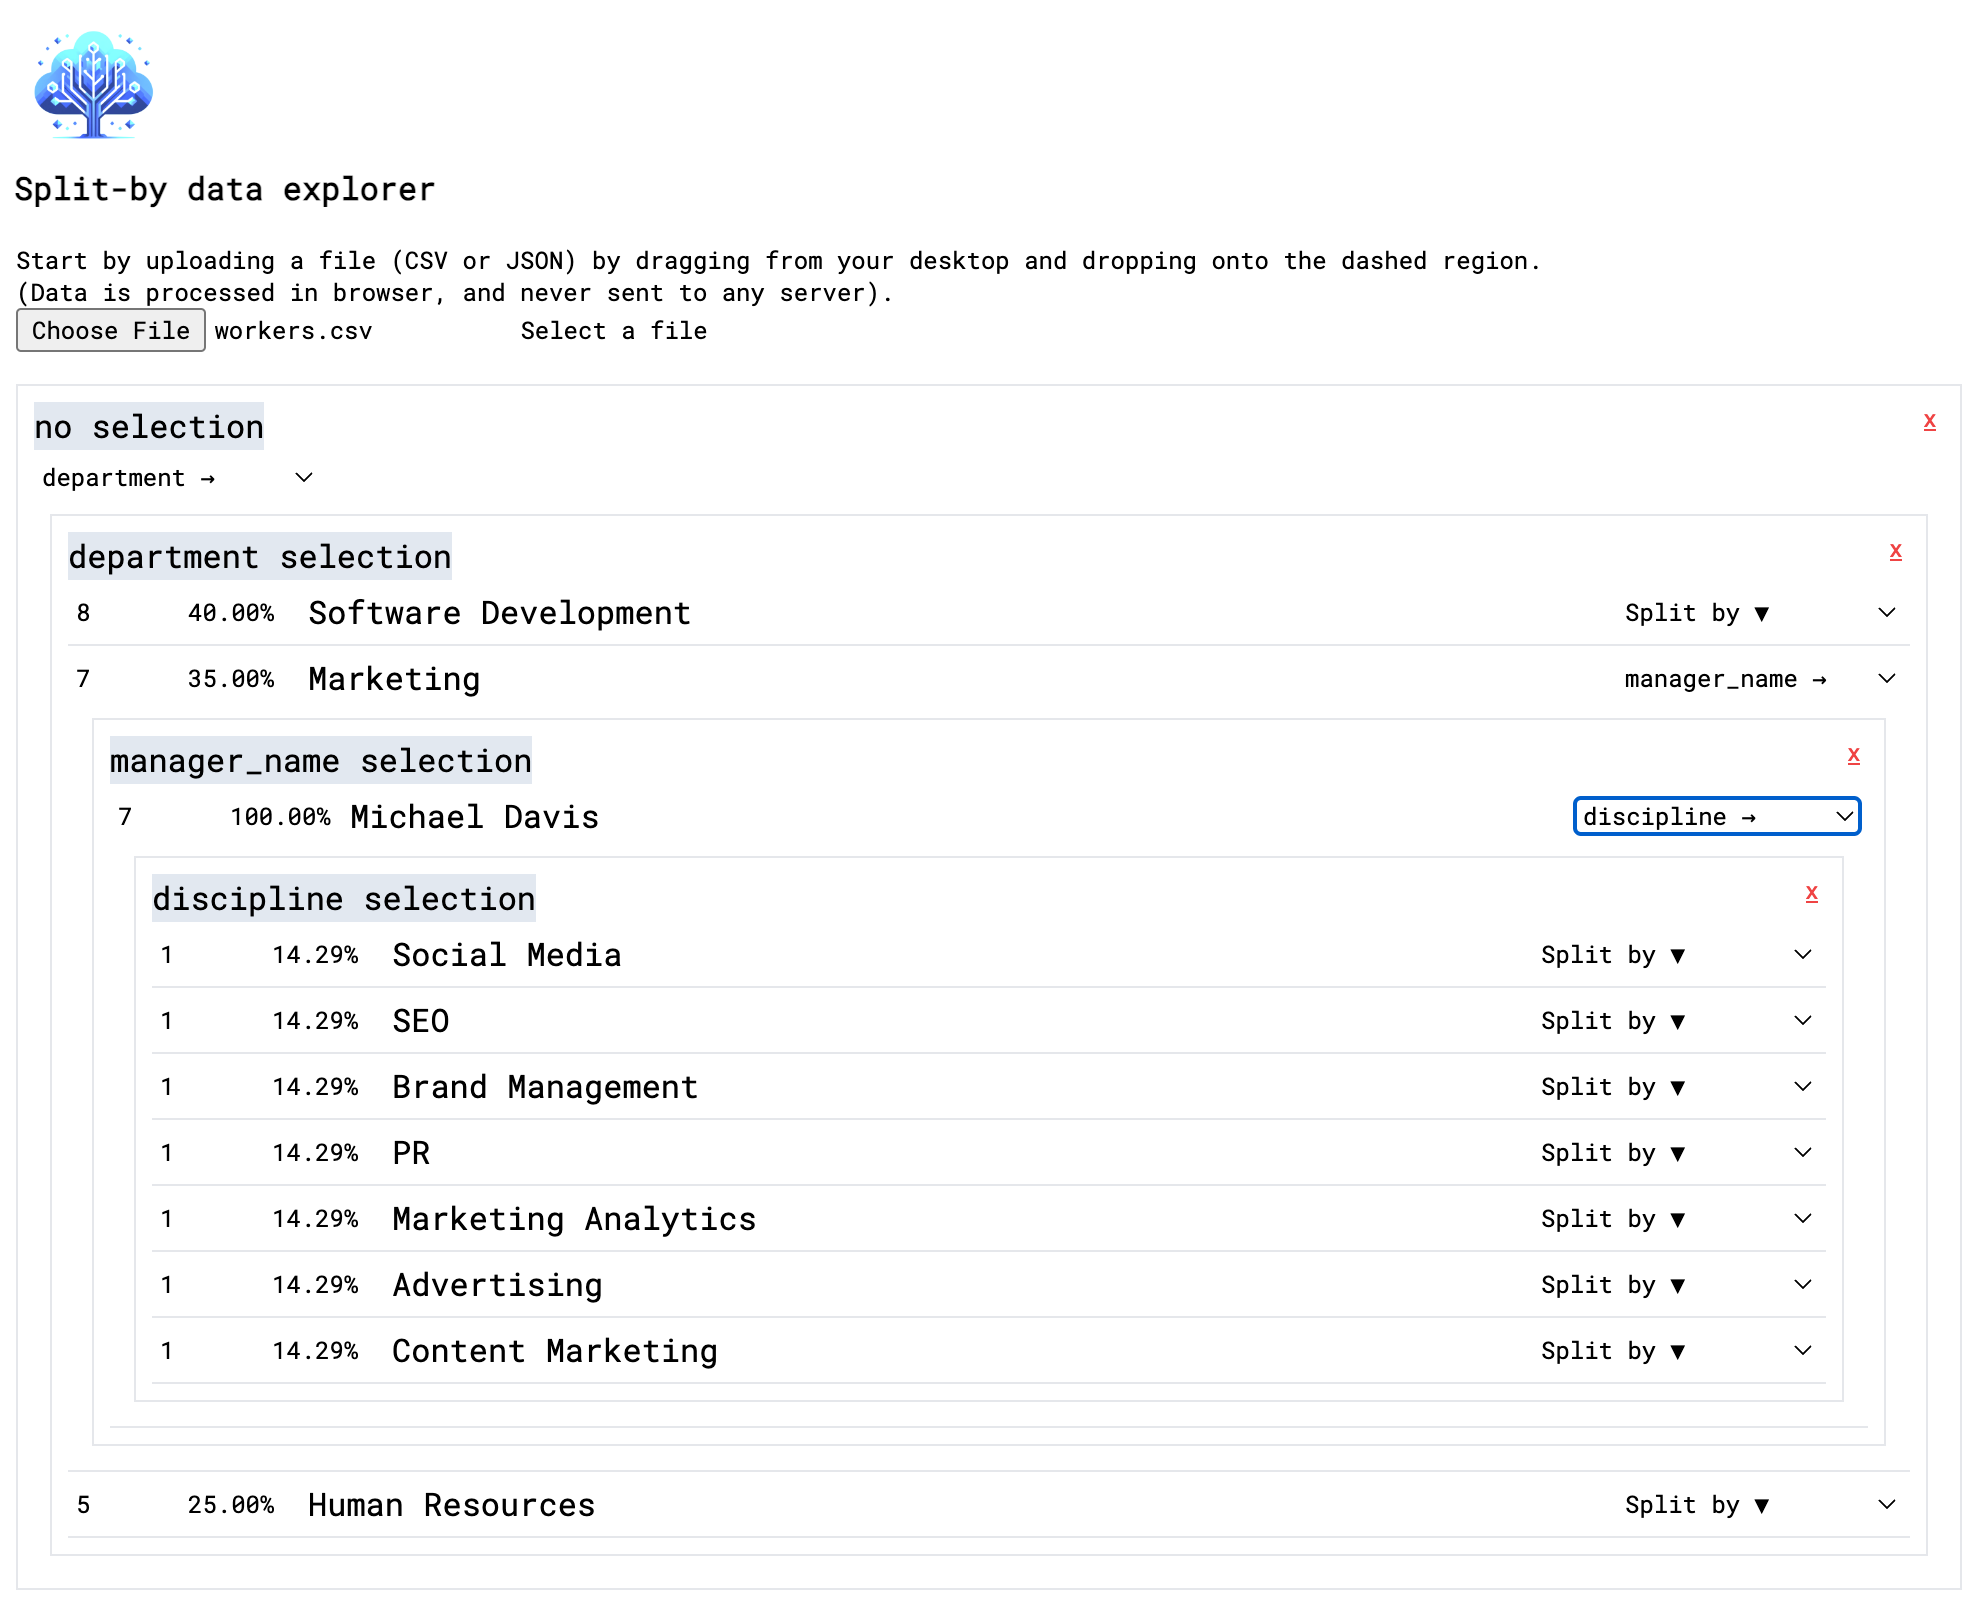 Split-by data explorer
Start by uploading a file (CSV or JSON) by dragging from your desktop and dropping onto the dashed region.
(Data is processed in browser, and never sent to any server).
Choose File workers.csv Select a file
no selection x
department →
department selection x
8 40.00% Software Development Split by ▼
7 35.00% Marketing manager_name →
manager_name selection x
7 100.00% Michael Davis discipline →
discipline selection x
1 14.29% Social Media Split by ▼
1 14.29% SEO Split by ▼
1 14.29% Brand Management Split by ▼
1 14.29% PR Split by ▼
1 14.29% Marketing Analytics Split by ▼
1 14.29% Advertising Split by ▼
1 14.29% Content Marketing Split by ▼
5 25.00% Human Resources Split by ▼